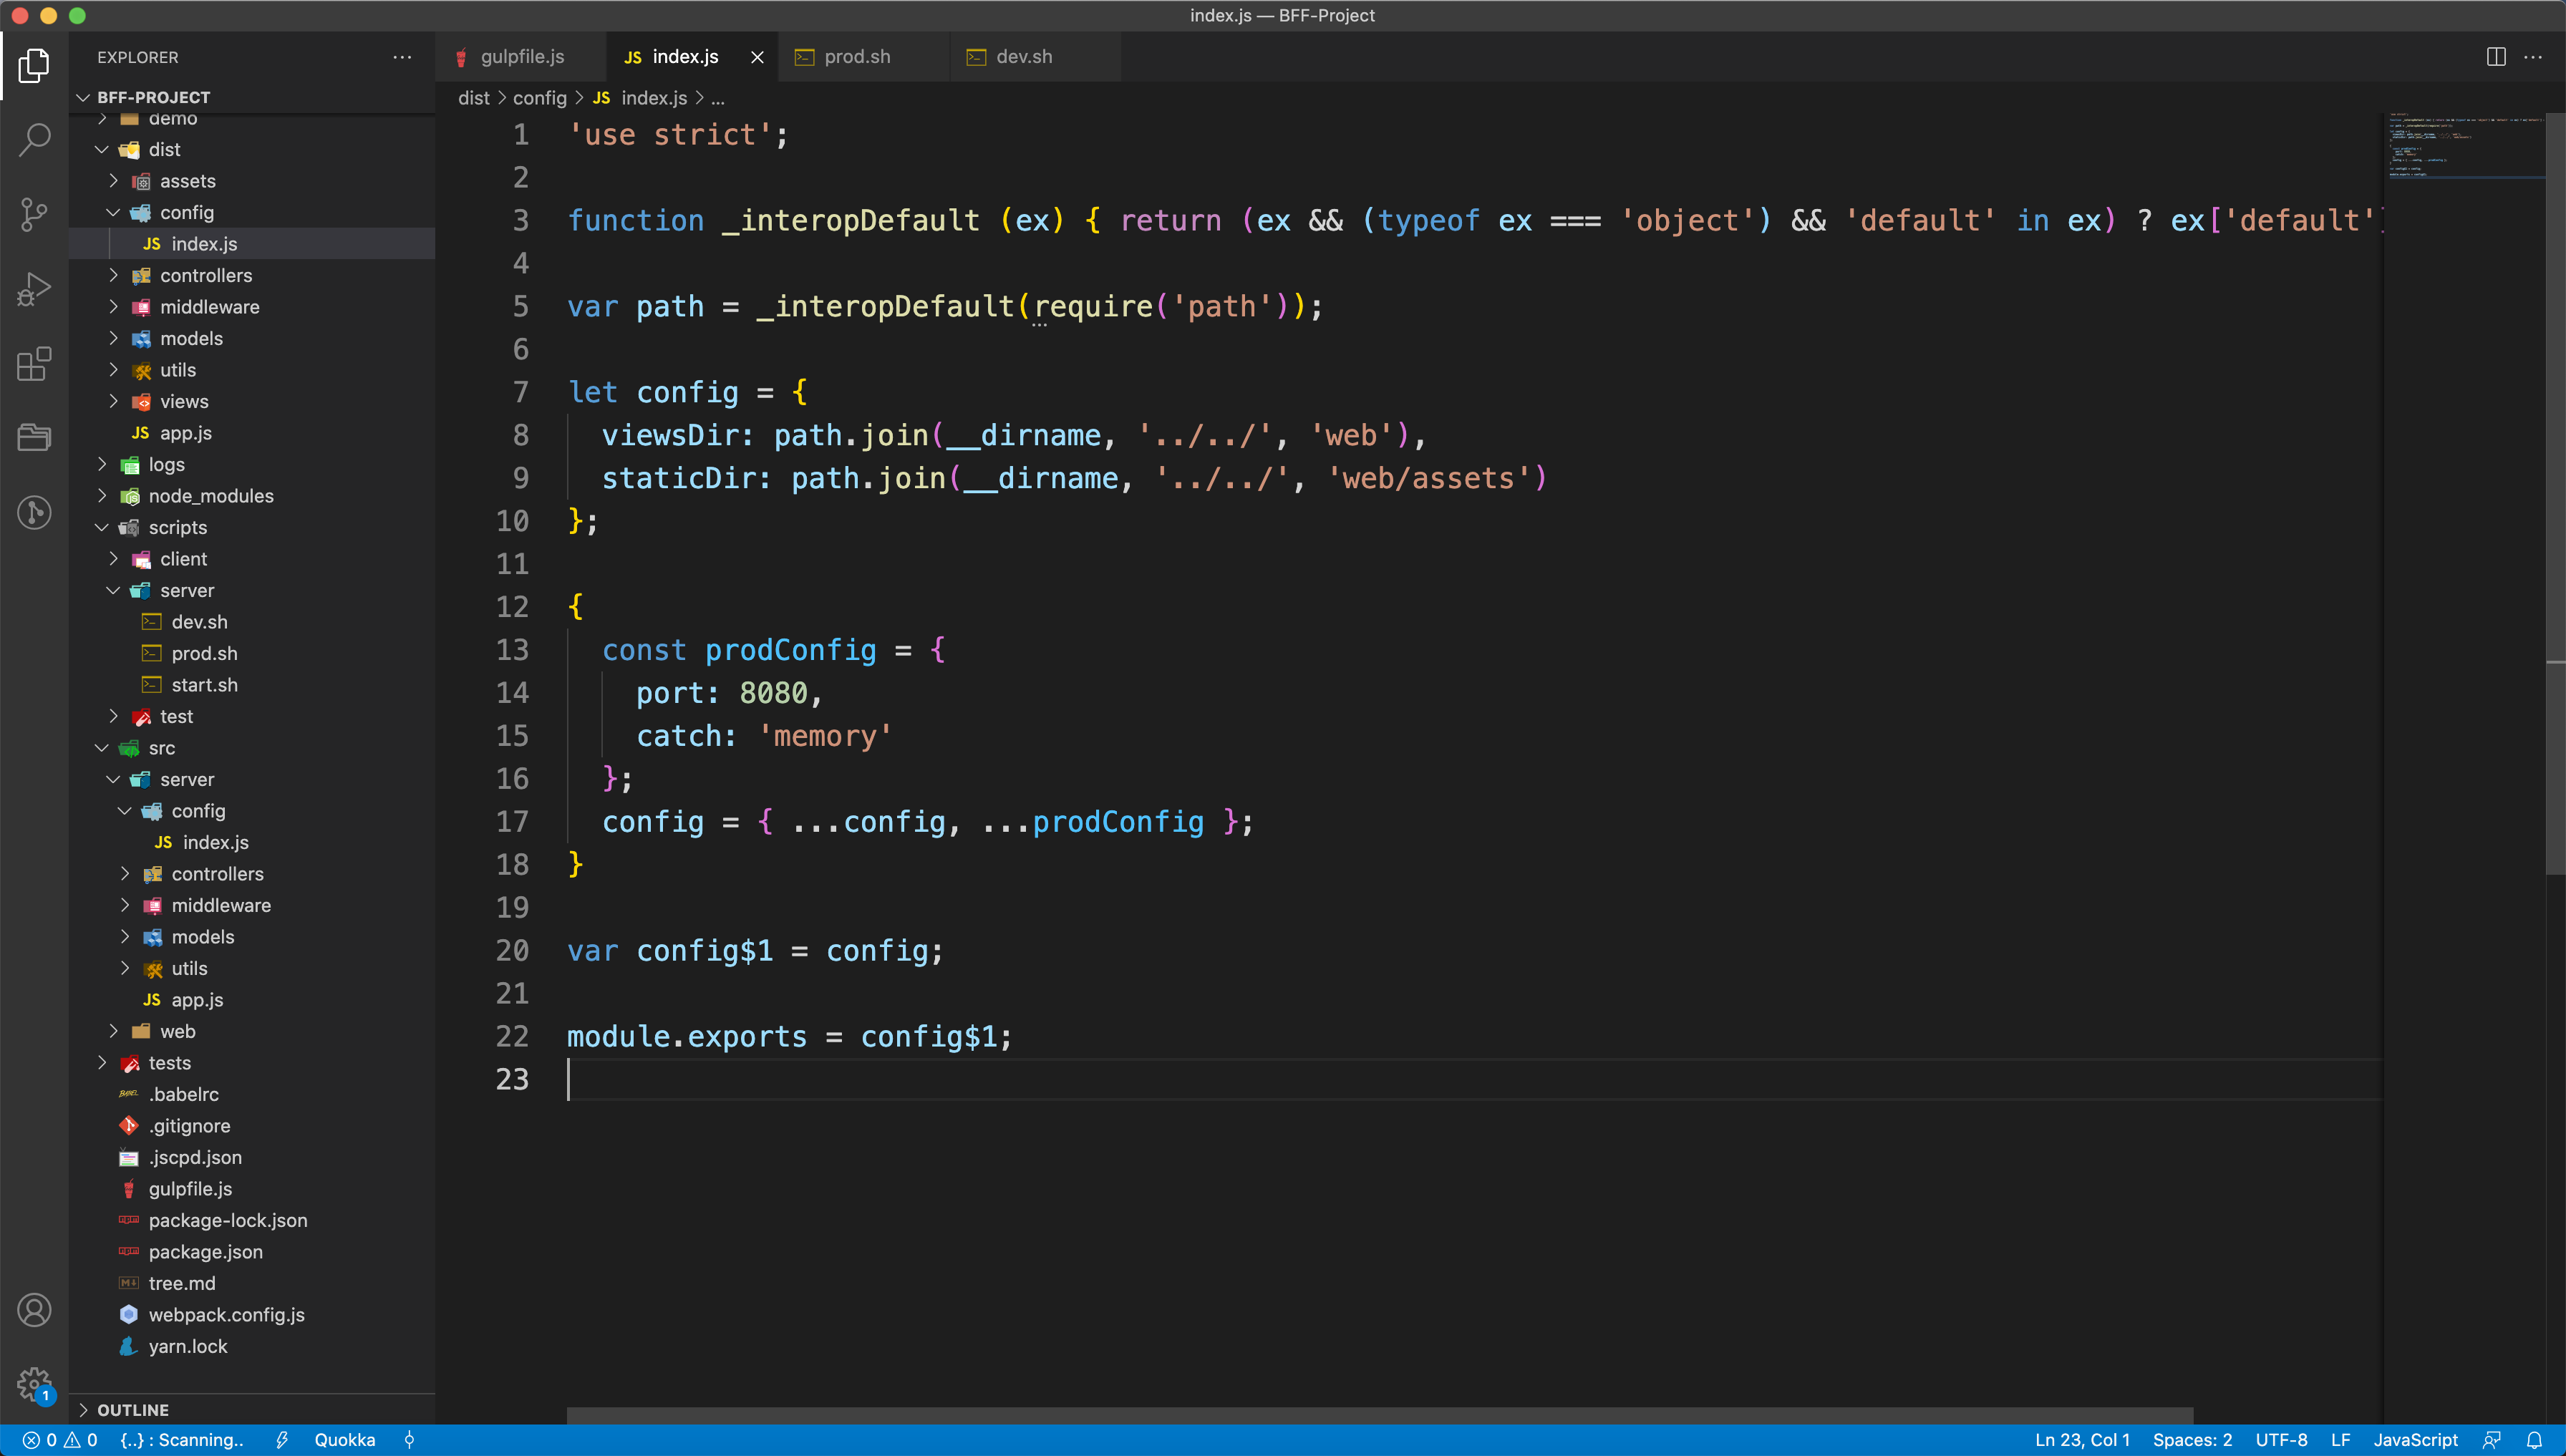 index.js — BFF-Project
EXPLORER
gulpfile.js
JS index.js
prod.sh
dev.sh
BFF-PROJECT
dist > config > JS index.js > ...
demo
dist
assets
config
JS index.js
controllers
middleware
models
utils
views
JS app.js
logs
node_modules
scripts
client
server
dev.sh
prod.sh
start.sh
test
src
server
config
JS index.js
controllers
middleware
models
utils
JS app.js
web
tests
.babelrc
.gitignore
.jscpd.json
gulpfile.js
package-lock.json
package.json
tree.md
webpack.config.js
yarn.lock
OUTLINE
1 'use strict';
2
3 function _interopDefault (ex) { return (ex && (typeof ex === 'object') && 'default' in ex) ? ex['default']
4
5 var path = _interopDefault(require('path'));
6
7 let config = {
8 viewsDir: path.join(__dirname, '../../', 'web'),
9 staticDir: path.join(__dirname, '../../', 'web/assets')
10 };
11
12 {
13 const prodConfig = {
14 port: 8080,
15 catch: 'memory'
16 };
17 config = { ...config, ...prodConfig };
18 }
19
20 var config$1 = config;
21
22 module.exports = config$1;
23
1
0 0 {..} : Scanning.. Quokka
Ln 23, Col 1 Spaces: 2 UTF-8 LF JavaScript